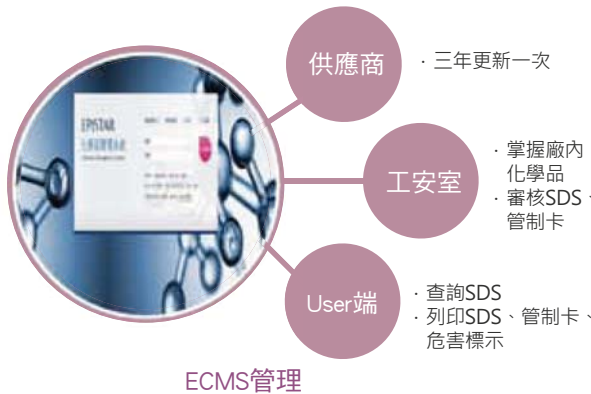 供應商
· 三年更新一次
EPISTAR
工安室
· 掌握廠內
化學品
· 審核SDS、
管制卡
User端
· 查詢SDS
· 列印SDS、管制卡、
危害標示
ECMS管理